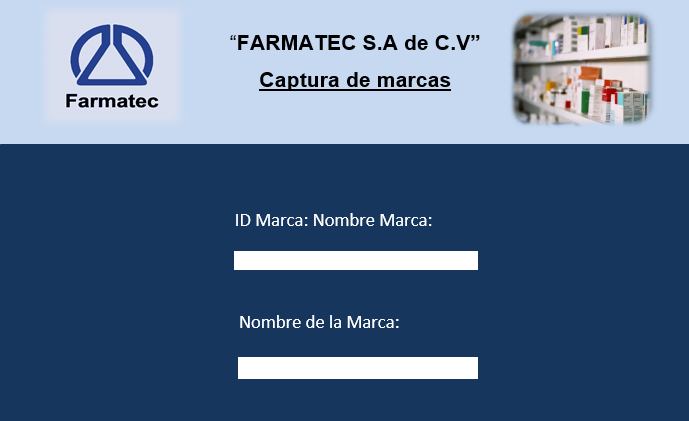 “FARMATEC S.A de C.V”
Captura de marcas
Farmatec
ID Marca: Nombre Marca:
Nombre de la Marca: